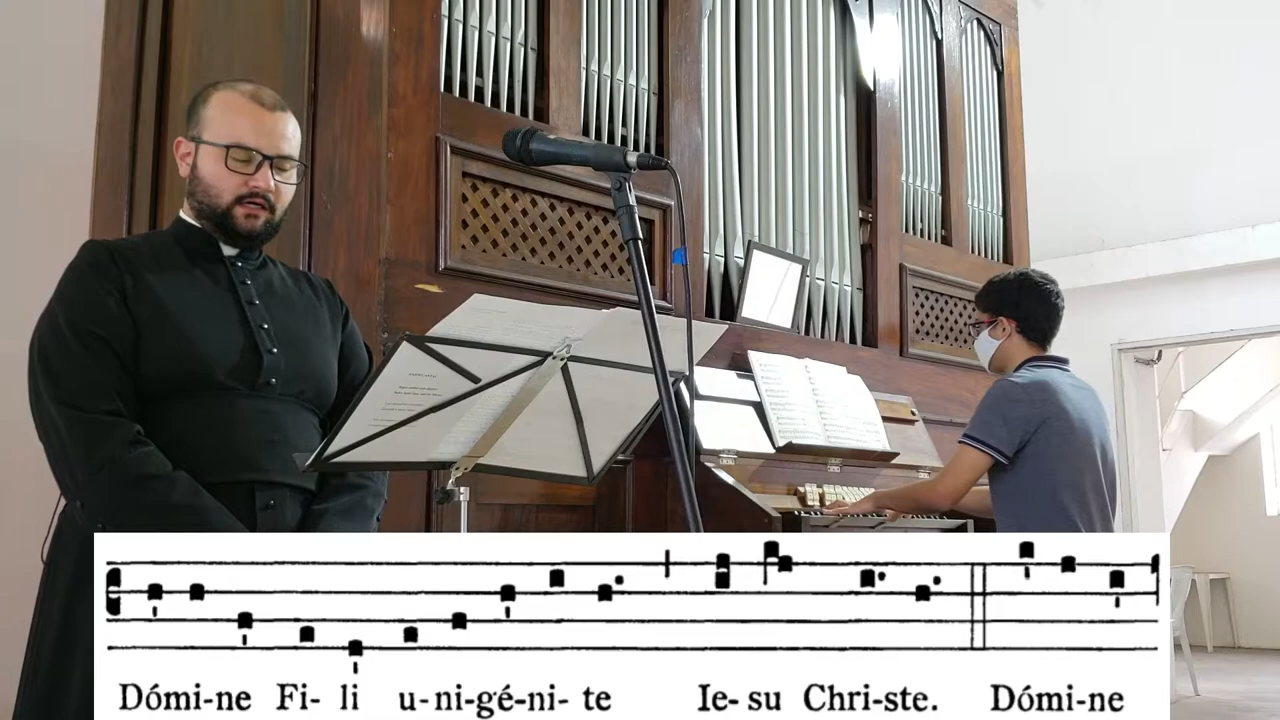 Dómi-ne Fi- li u-ni-gé-ni- te Ie- su Chri-ste. Dómi-ne